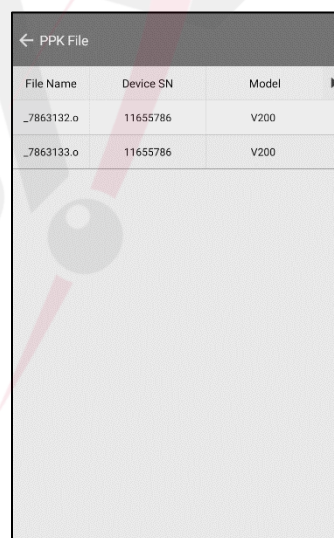 ← PPK File
File Name Device SN Model
_7863132.o 11655786 V200
_7863133.o 11655786 V200